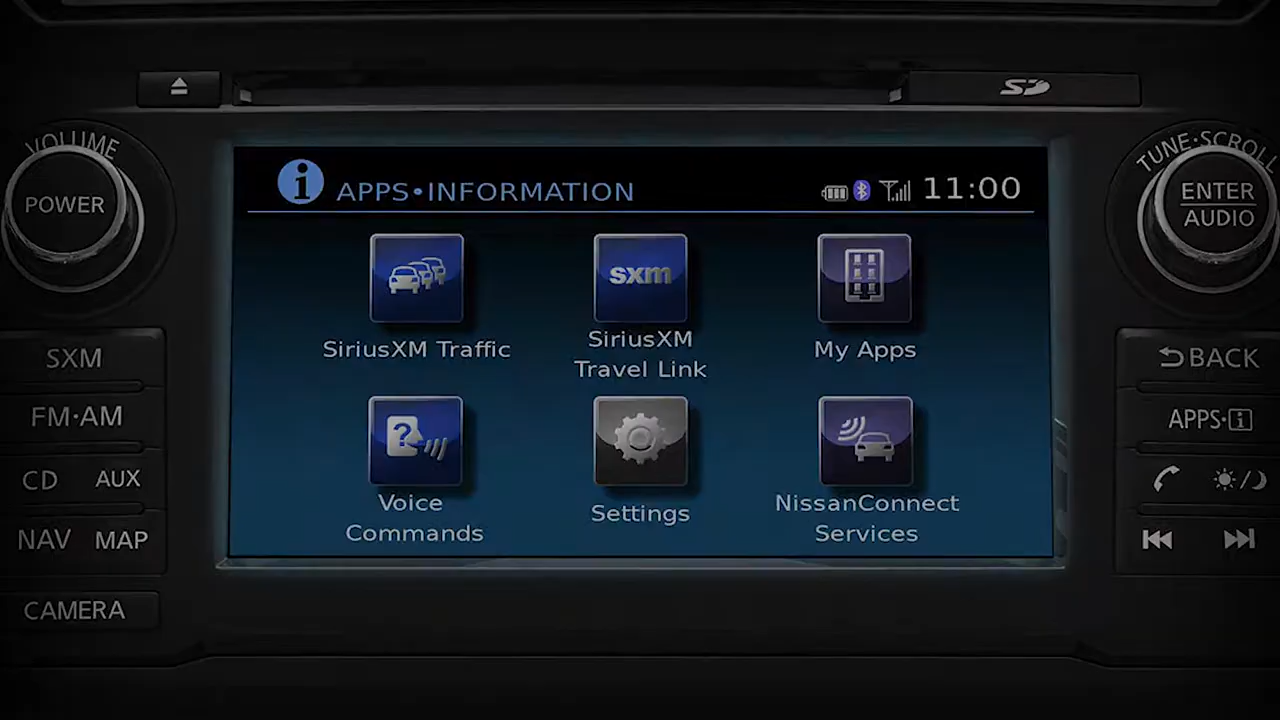 SD
VOLUME
TUNE·SCROLL
POWER
ENTER
AUDIO
i APPS•INFORMATION 11:00
sxm
SiriusXM Traffic
SiriusXM
Travel Link
My Apps
?
Voice
Commands
Settings
NissanConnect
Services
SXM
FM·AM
CD AUX
NAV MAP
CAMERA
BACK
APPS·i